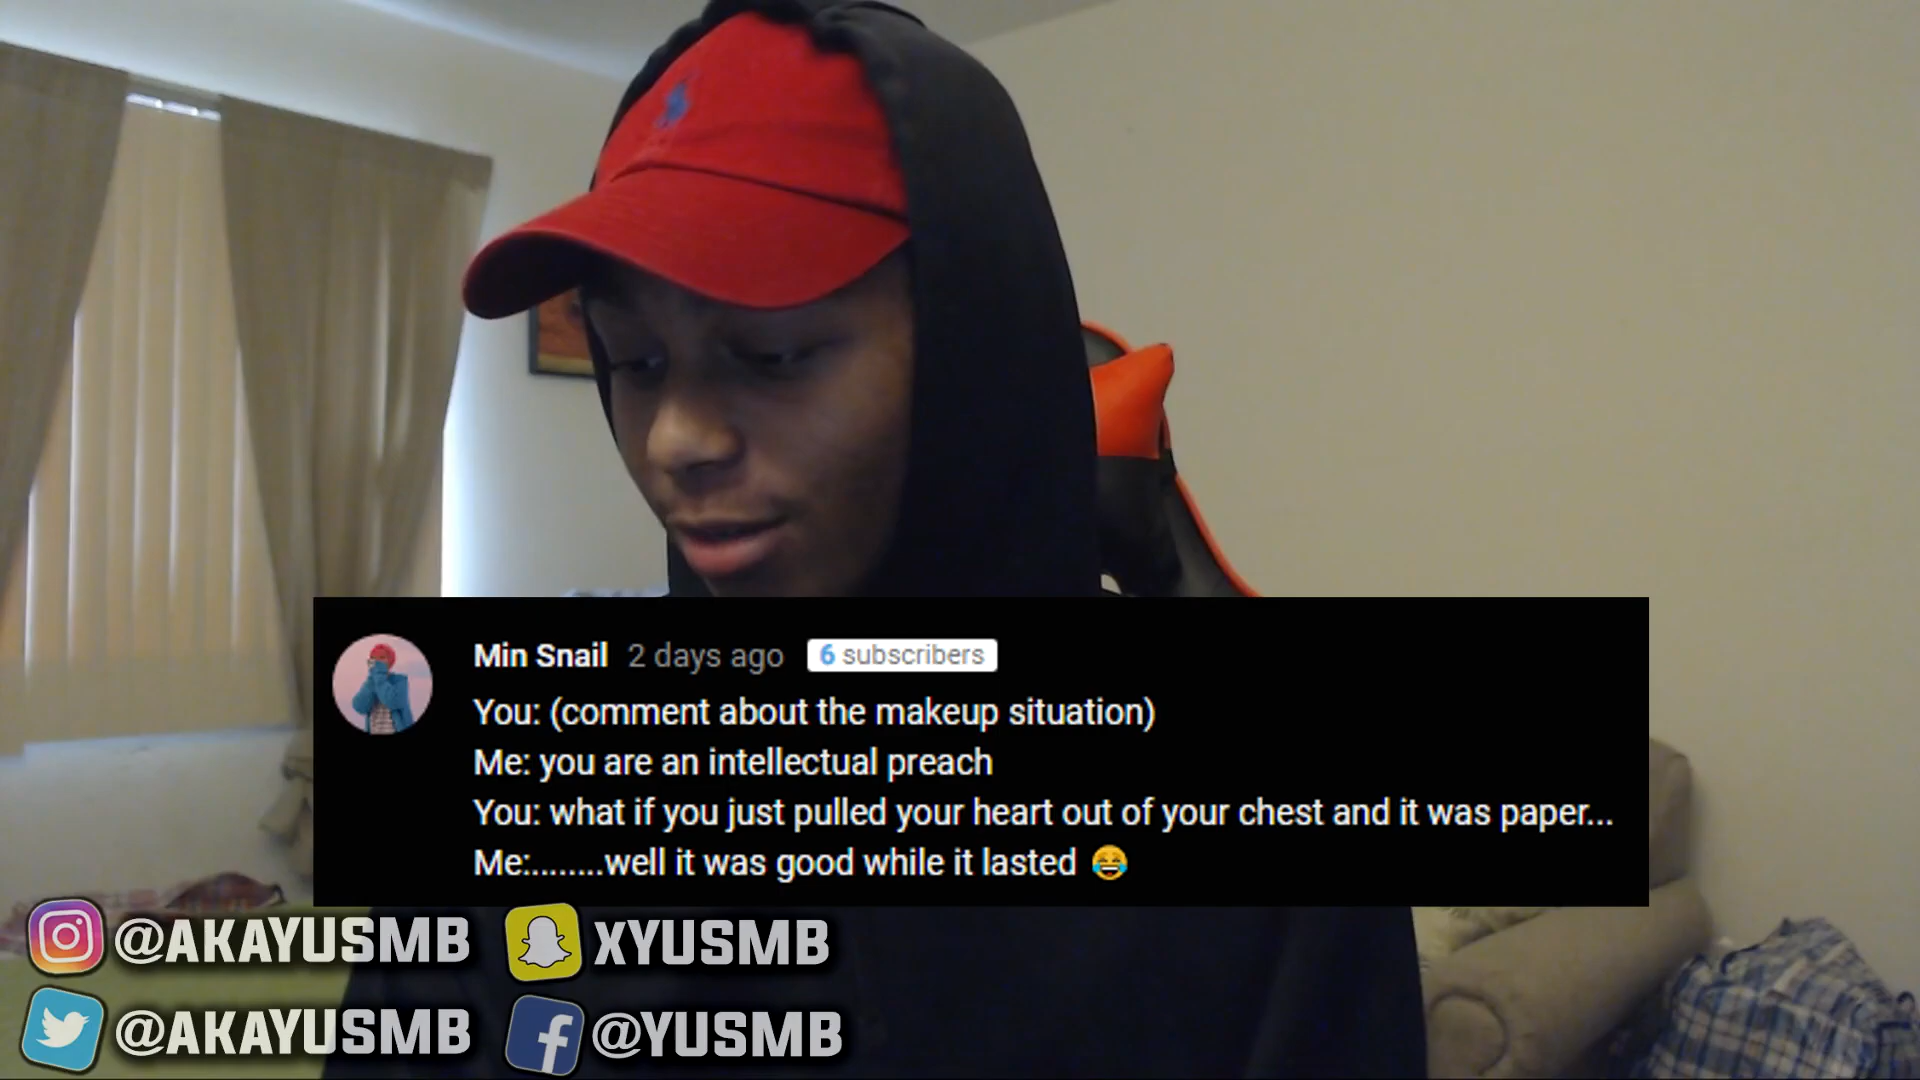 Min Snail 2 days ago 6 subscribers
You: (comment about the makeup situation)
Me: you are an intellectual preach
You: what if you just pulled your heart out of your chest and it was paper...
Me:........well it was good while it lasted 😂
@AKAYUSMB XYUSMB
@AKAYUSMB @YUSMB